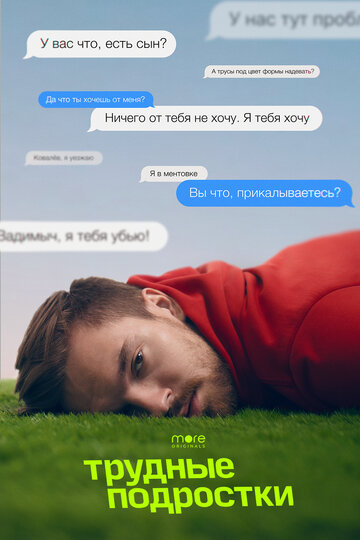 У нас тут пробл
У вас что, есть сын?
А трусы под цвет формы надевать?
Да что ты хочешь от меня?
Ничего от тебя не хочу. Я тебя хочу
Ковалёв, я уезжаю
Я в ментовке
Вы что, прикалываетесь?
Вадимыч, я тебя убью!
more
ORIGINALS
трудные
подростки